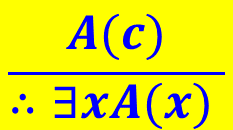 A(c)
∴ ∃xA(x)